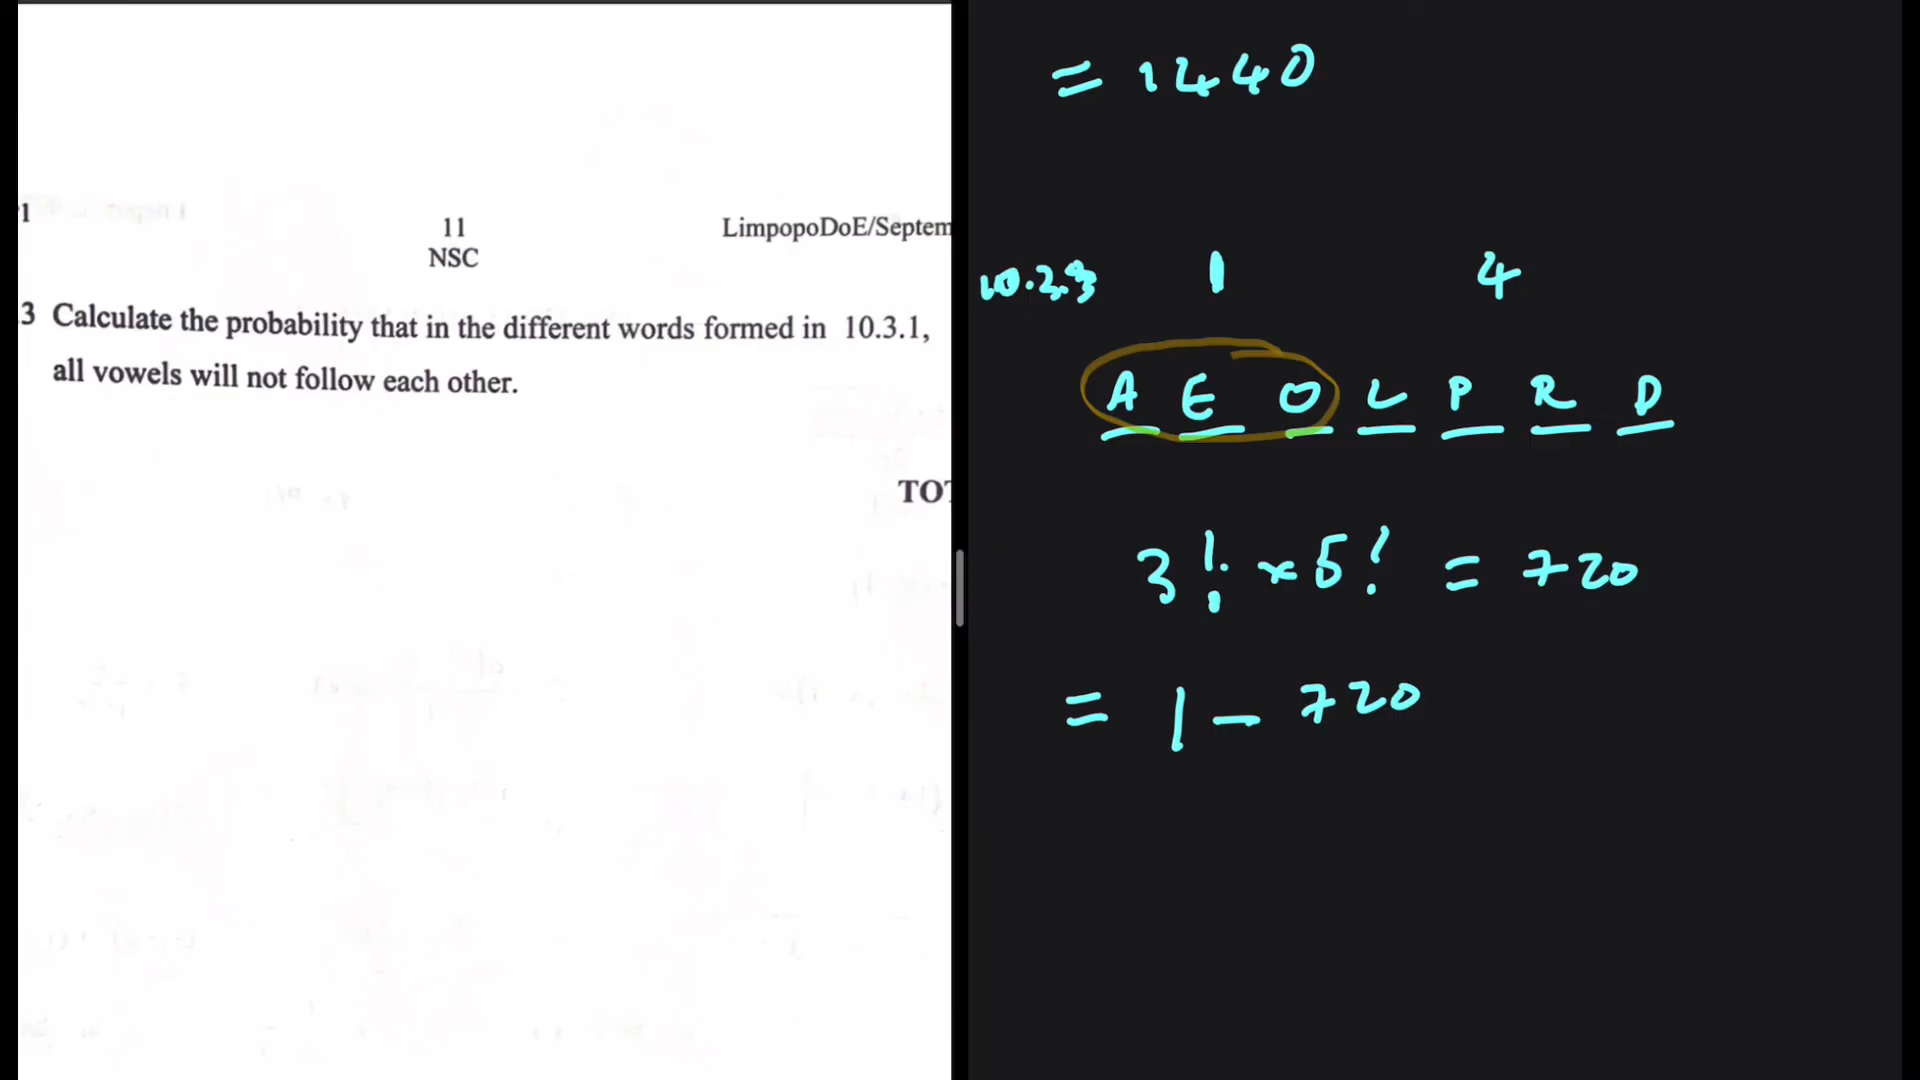 11
NSC
LimpopoDoE/Septem
3 Calculate the probability that in the different words formed in 10.3.1,
all vowels will not follow each other.
TOT
= 1440
10.3.3 1 4
A E O L P R D
3! × 5! = 720
= 1 - 720